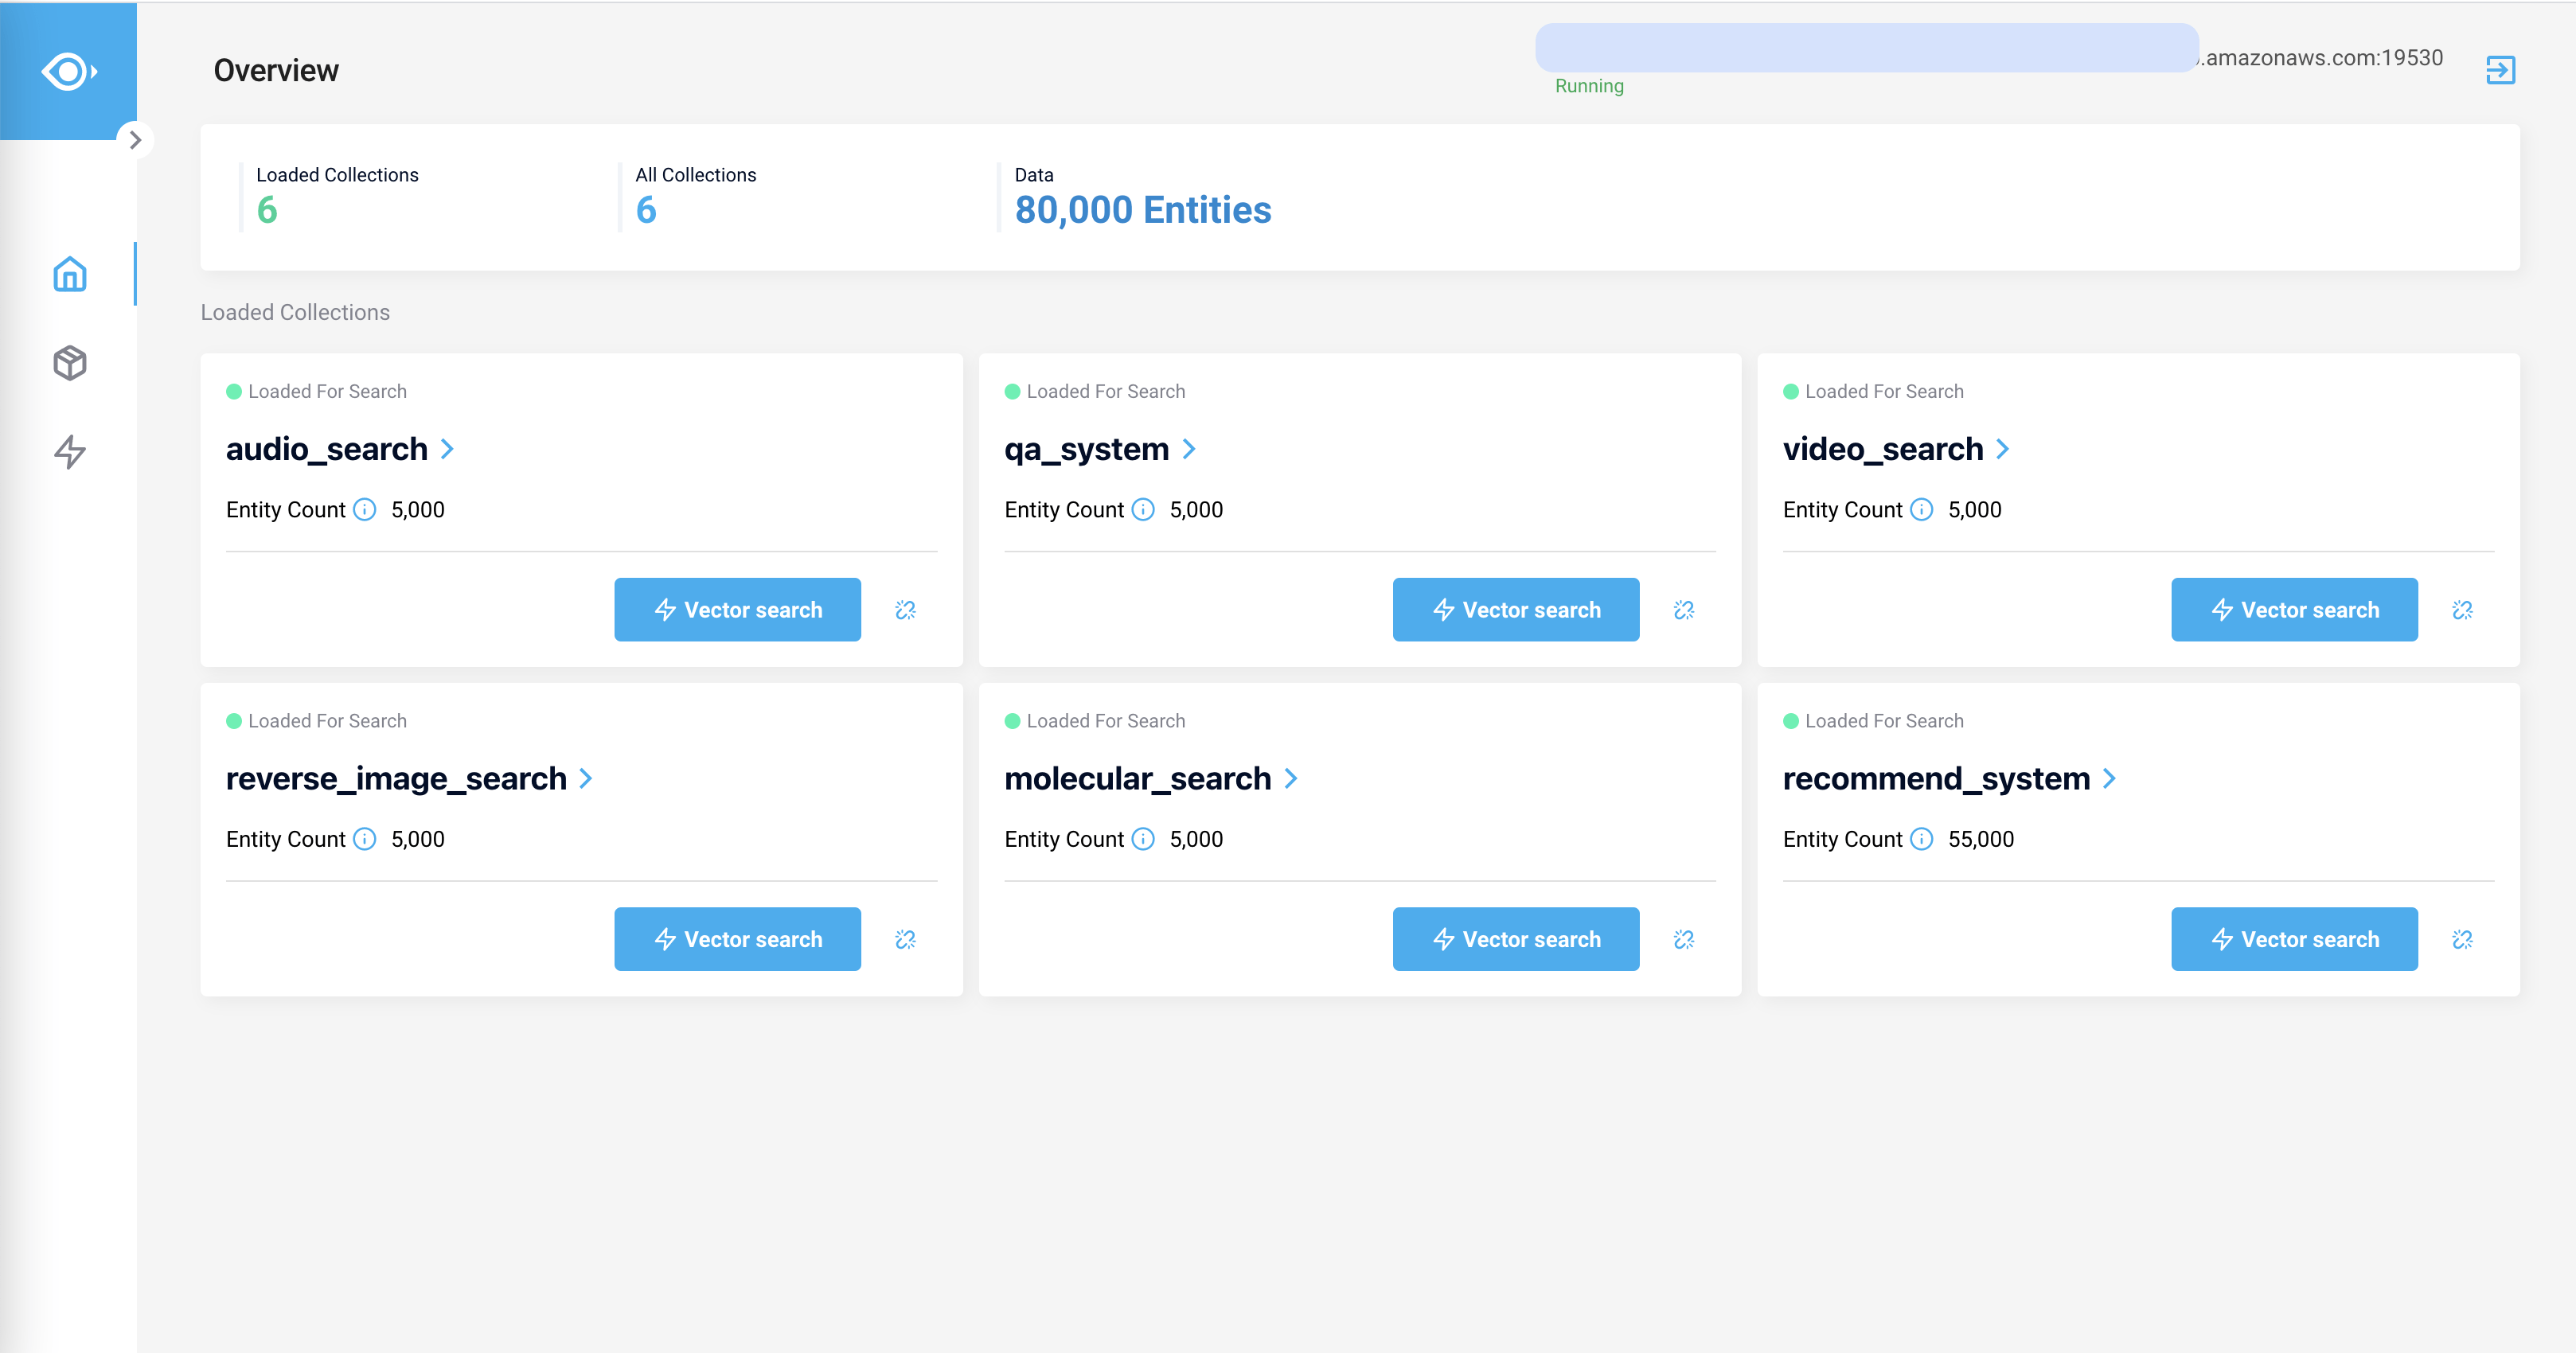 Overview
.amazonaws.com:19530
Running
Loaded Collections
6
All Collections
6
Data
80,000 Entities
Loaded Collections
Loaded For Search
audio_search
Entity Count 5,000
Vector search
Loaded For Search
qa_system
Entity Count 5,000
Vector search
Loaded For Search
video_search
Entity Count 5,000
Vector search
Loaded For Search
reverse_image_search
Entity Count 5,000
Vector search
Loaded For Search
molecular_search
Entity Count 5,000
Vector search
Loaded For Search
recommend_system
Entity Count 55,000
Vector search